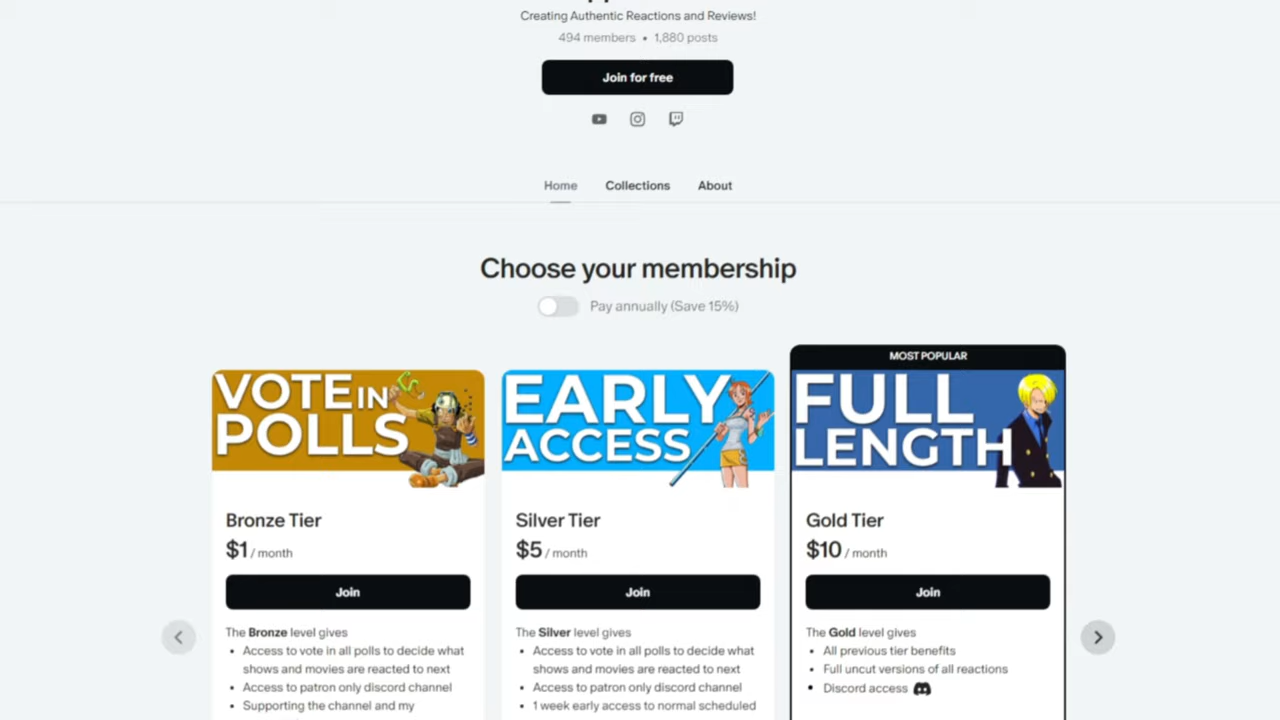 Creating Authentic Reactions and Reviews!
494 members • 1,880 posts
Join for free
Home Collections About
Choose your membership
Pay annually (Save 15%)
MOST POPULAR
VOTE IN
POLLS
Bronze Tier
$1 / month
Join
The Bronze level gives
• Access to vote in all polls to decide what
shows and movies are reacted to next
• Access to patron only discord channel
• Supporting the channel and my
EARLY
ACCESS
Silver Tier
$5 / month
Join
The Silver level gives
• Access to vote in all polls to decide what
shows and movies are reacted to next
• Access to patron only discord channel
• 1 week early access to normal scheduled
FULL
LENGTH
Gold Tier
$10 / month
Join
The Gold level gives
• All previous tier benefits
• Full uncut versions of all reactions
• Discord access